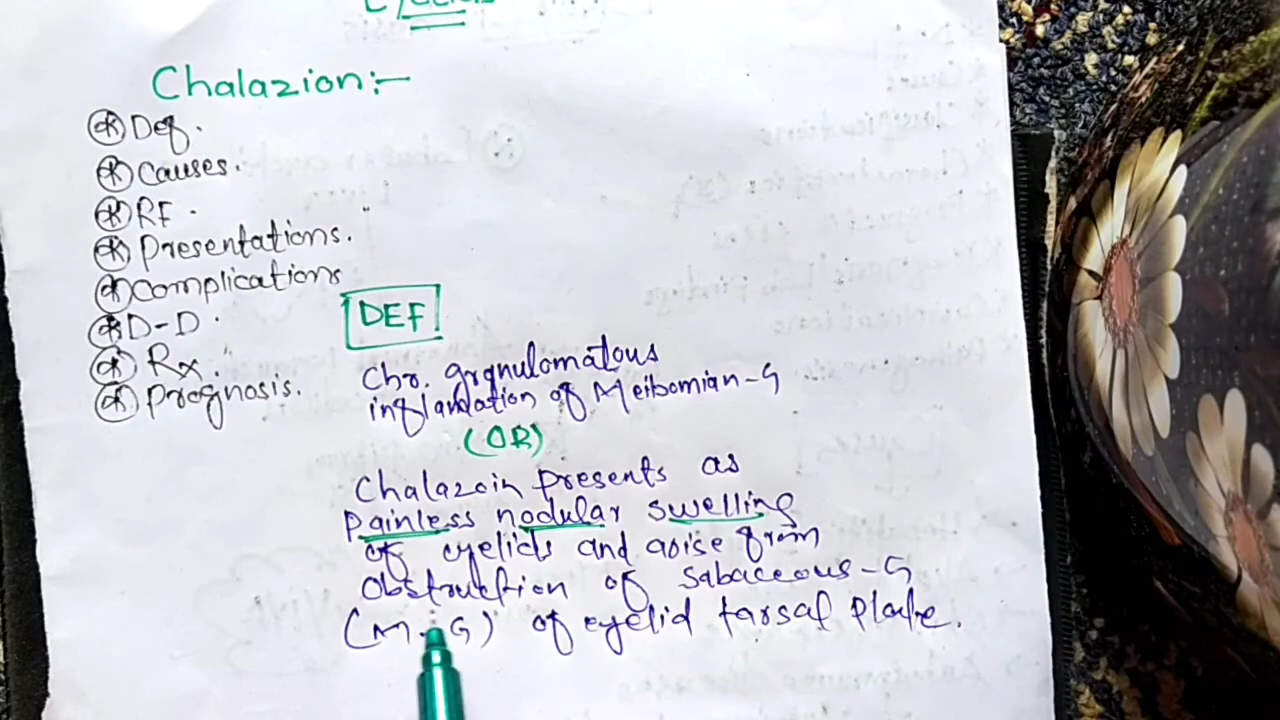 Chalazion:-
Def.
Causes.
RF.
Presentations.
Complications
D-D.
Rx.
Prognosis.
DEF
Chr. granulomatous
inflamation of Meibomian-G
(OR)
Chalazoin presents as
Painless nodular swelling
of eyelids and arise from
Obstruction of Sabaceous-G
(M.G) of eyelid tarsal Plate.